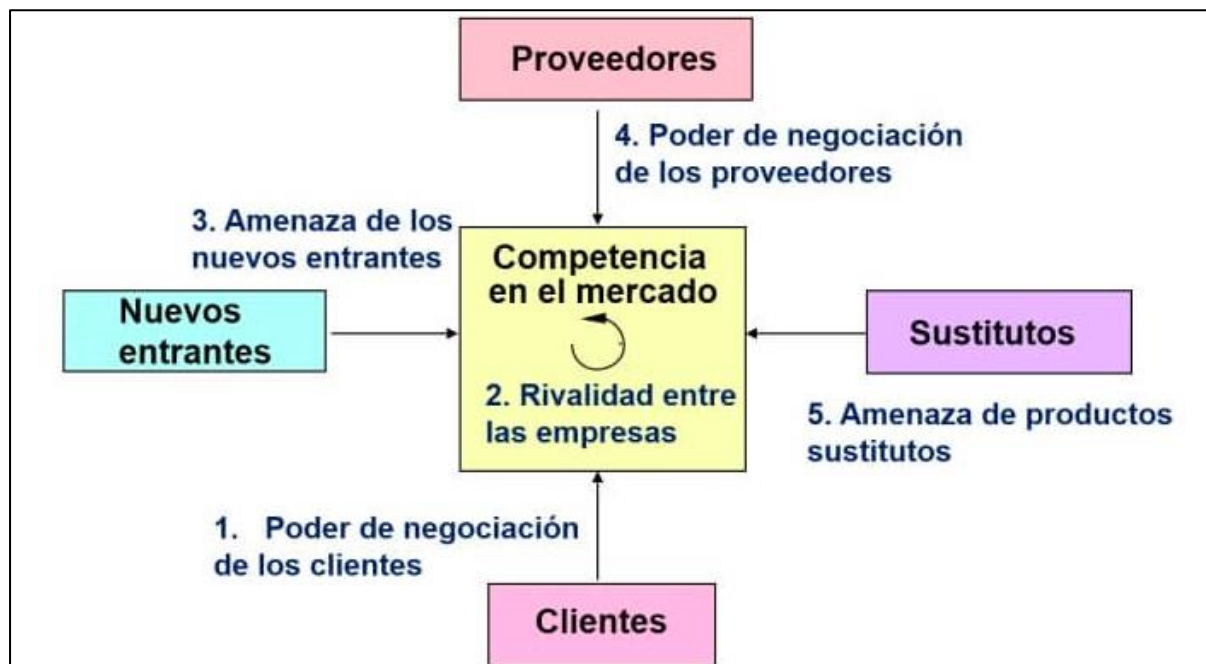 Proveedores
4. Poder de negociación
de los proveedores
3. Amenaza de los
nuevos entrantes
Competencia
en el mercado
Nuevos
entrantes
Sustitutos
2. Rivalidad entre
las empresas
5. Amenaza de productos
sustitutos
1. Poder de negociación
de los clientes
Clientes